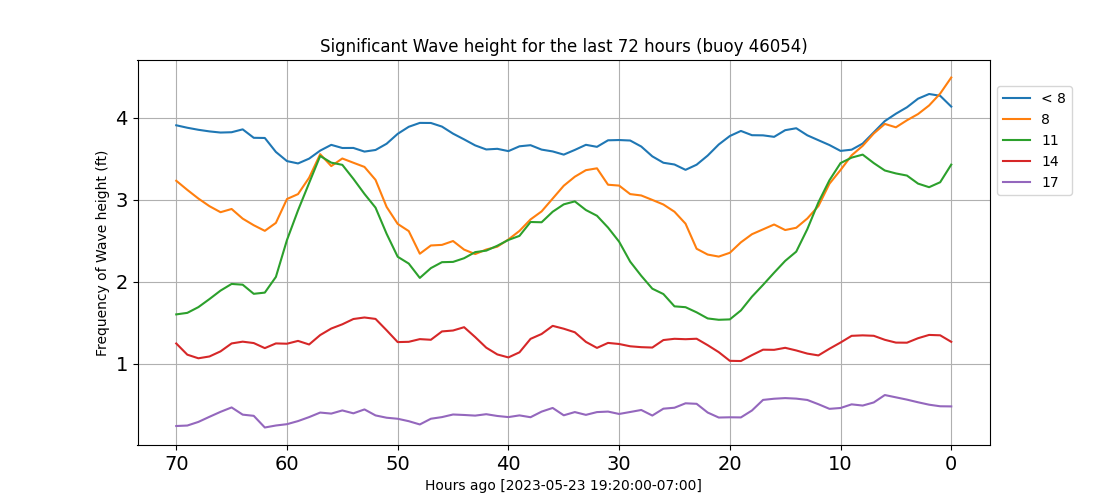 Significant Wave height for the last 72 hours (buoy 46054)
Frequency of Wave height (ft)
4
3
2
1
70 60 50 40 30 20 10 0
Hours ago [2023-05-23 19:20:00-07:00]
< 8
8
11
14
17